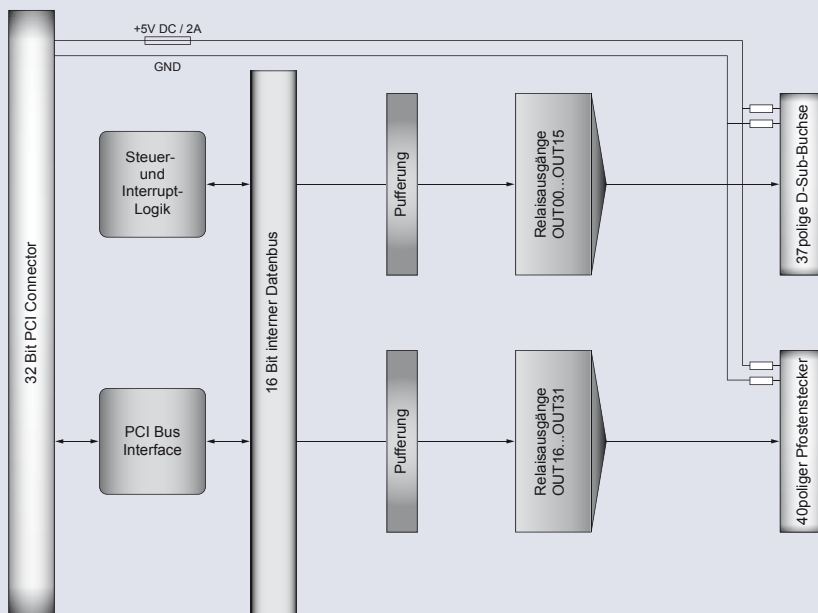 +5V DC / 2A
GND
32 Bit PCI Connector
Steuer-
und
Interrupt-
Logik
PCI Bus
Interface
16 Bit interner Datenbus
Pufferung
Relaisausgänge
OUT00...OUT15
37polige D-Sub-Buchse
Pufferung
Relaisausgänge
OUT16...OUT31
40poliger Pfostenstecker